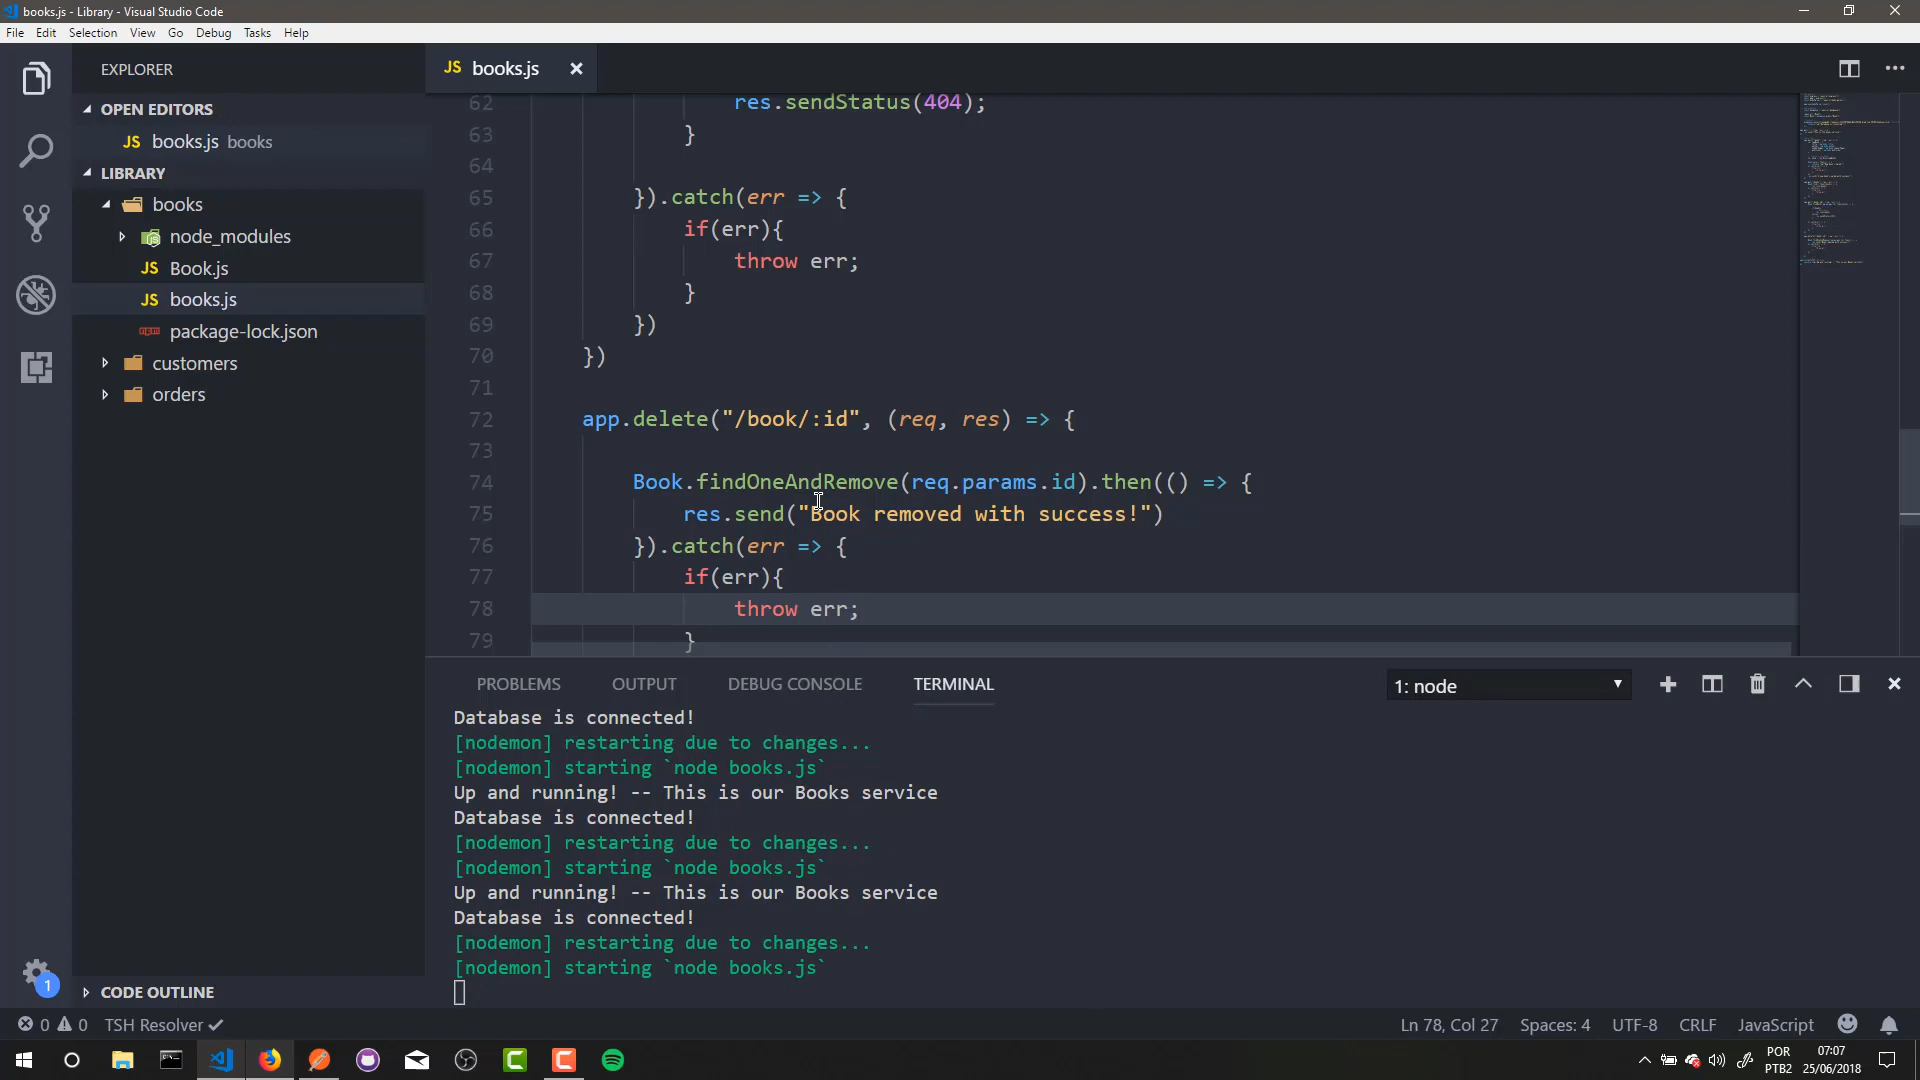 books.js - Library - Visual Studio Code
File Edit Selection View Go Debug Tasks Help
EXPLORER
OPEN EDITORS
JS books.js books
LIBRARY
books
node_modules
JS Book.js
JS books.js
npm package-lock.json
customers
orders
CODE OUTLINE
1
JS books.js
62 res.sendStatus(404);
63 }
64
65 }).catch(err => {
66 if(err){
67 throw err;
68 }
69 })
70 })
71
72 app.delete("/book/:id", (req, res) => {
73
74 Book.findOneAndRemove(req.params.id).then(() => {
75 res.send("Book removed with success!")
76 }).catch(err => {
77 if(err){
78 throw err;
79 }
PROBLEMS OUTPUT DEBUG CONSOLE TERMINAL 1: node
Database is connected!
[nodemon] restarting due to changes...
[nodemon] starting `node books.js`
Up and running! -- This is our Books service
Database is connected!
[nodemon] restarting due to changes...
[nodemon] starting `node books.js`
Up and running! -- This is our Books service
Database is connected!
[nodemon] restarting due to changes...
[nodemon] starting `node books.js`
0 0 TSH Resolver Ln 78, Col 27 Spaces: 4 UTF-8 CRLF JavaScript
POR 07:07
PTB2 25/06/2018